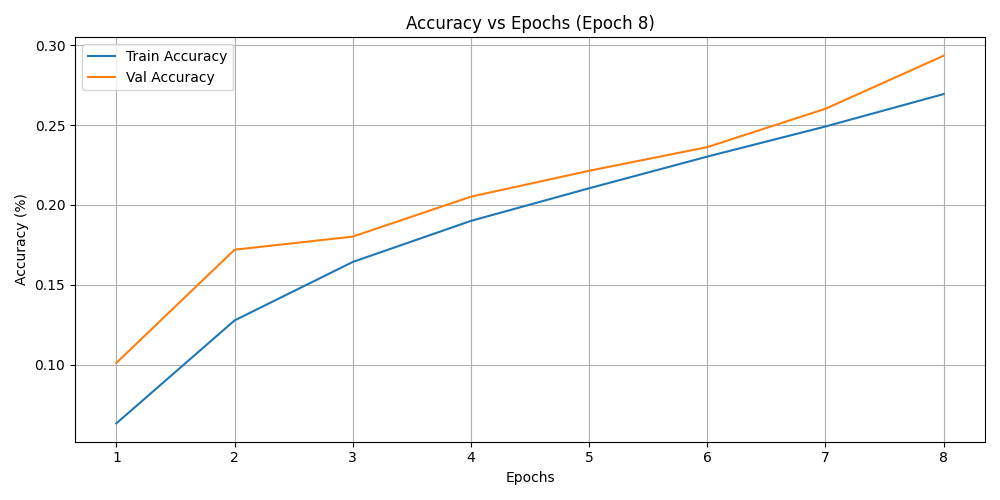 Accuracy vs Epochs (Epoch 8)
Train Accuracy
Val Accuracy
Accuracy (%)
0.30
0.25
0.20
0.15
0.10
1 2 3 4 5 6 7 8
Epochs